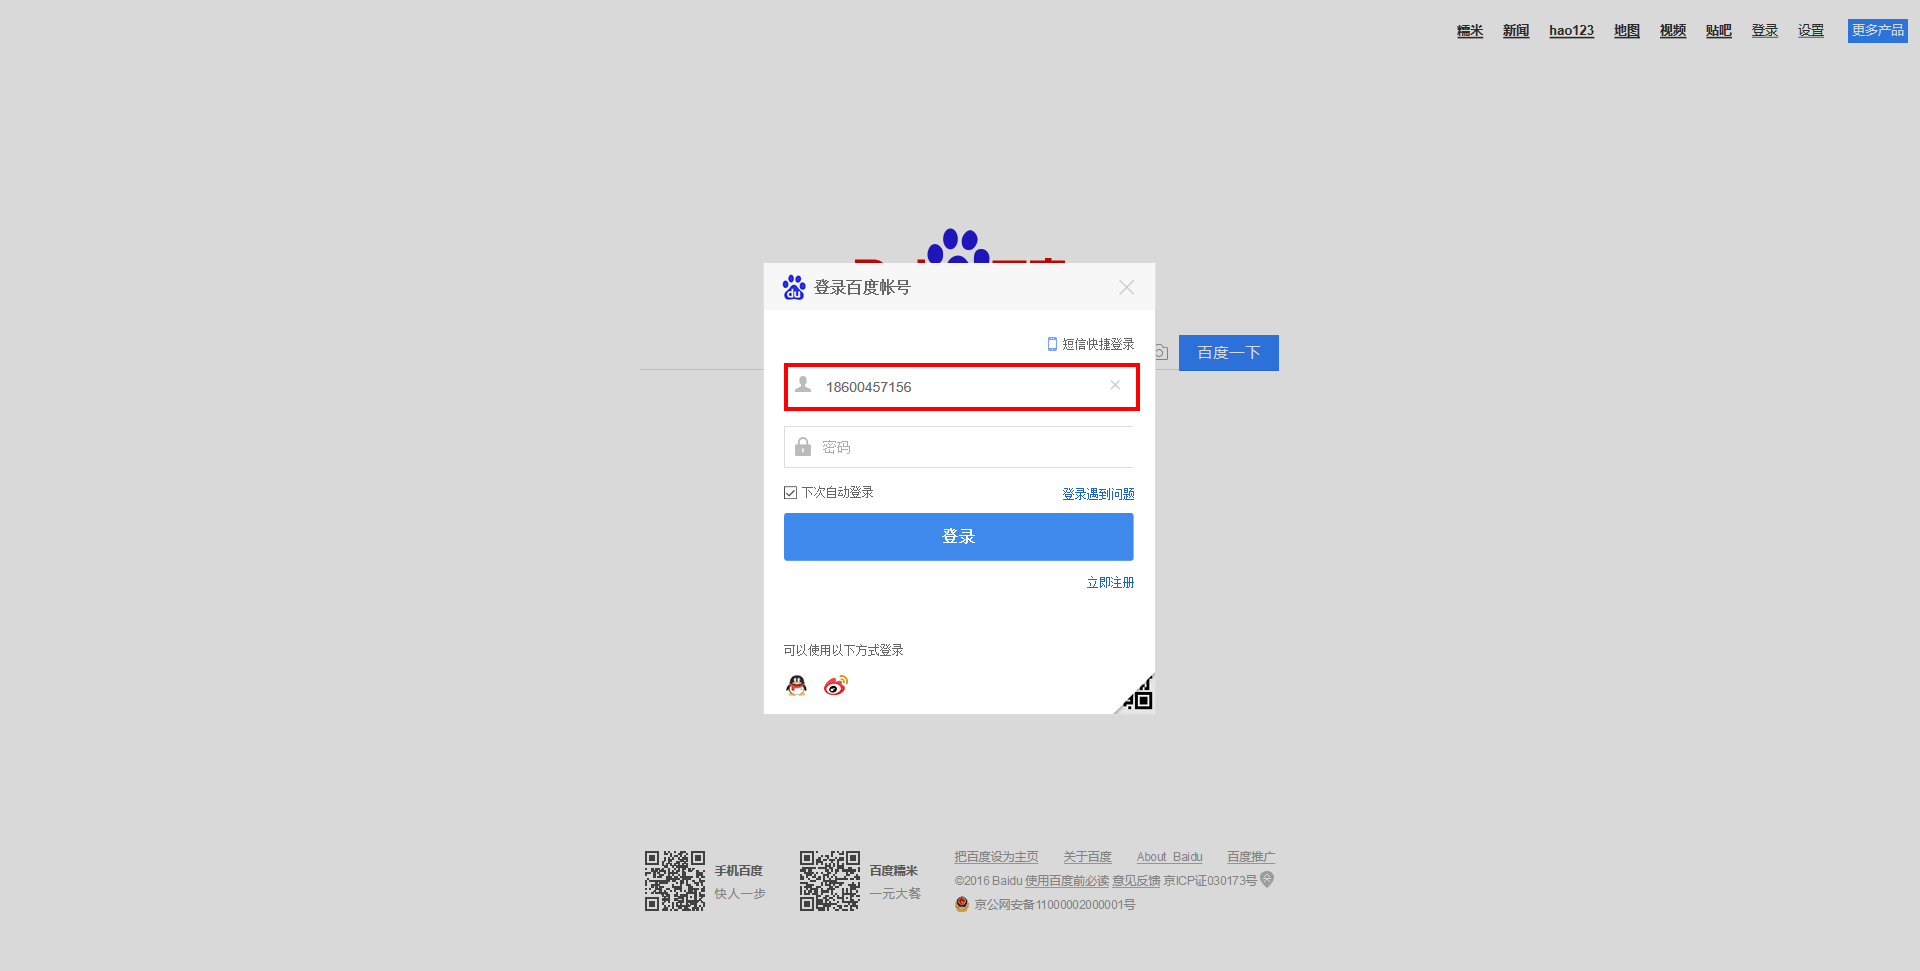 糯米 新闻 hao123 地图 视频 贴吧 登录 设置 更多产品
du 登录百度帐号
短信快捷登录
百度一下
18600457156
密码
下次自动登录 登录遇到问题
登录
立即注册
可以使用以下方式登录
手机百度
快人一步
百度糯米
一元大餐
把百度设为主页 关于百度 About Baidu 百度推广
©2016 Baidu 使用百度前必读 意见反馈 京ICP证030173号
京公网安备11000002000001号